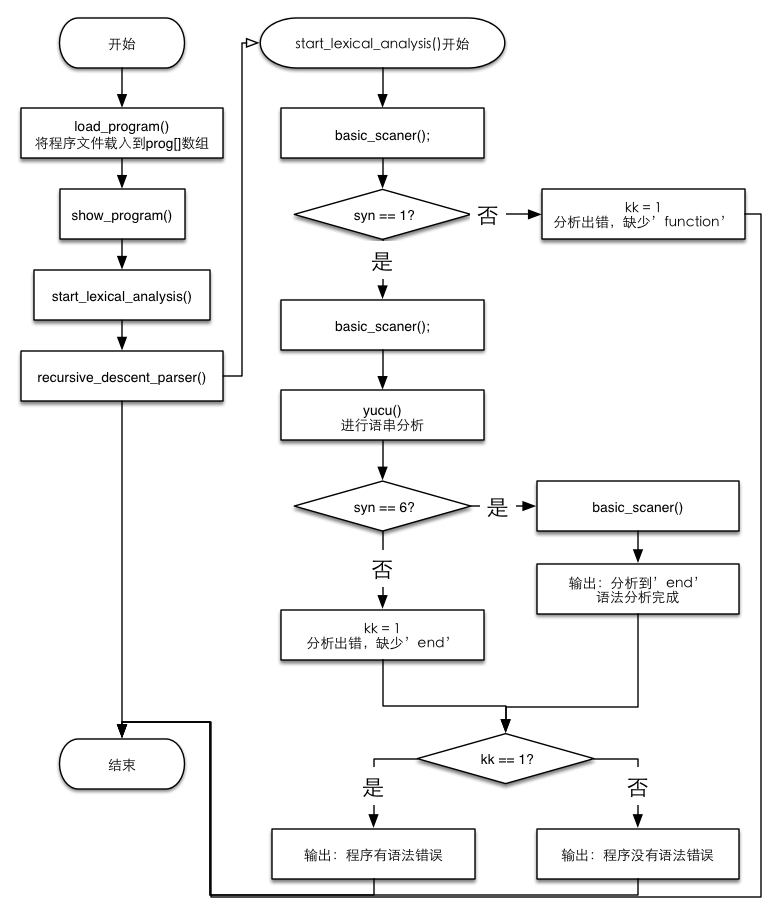 开始
load_program()
将程序文件载入到prog[]数组
show_program()
start_lexical_analysis()
recursive_descent_parser()
结束
start_lexical_analysis()开始
basic_scaner();
syn == 1?
否
kk = 1
分析出错，缺少’function’
是
basic_scaner();
yucu()
进行语串分析
syn == 6?
是
basic_scaner()
输出：分析到’end’
语法分析完成
否
kk = 1
分析出错，缺少’end’
kk == 1?
是
否
输出：程序有语法错误
输出：程序没有语法错误